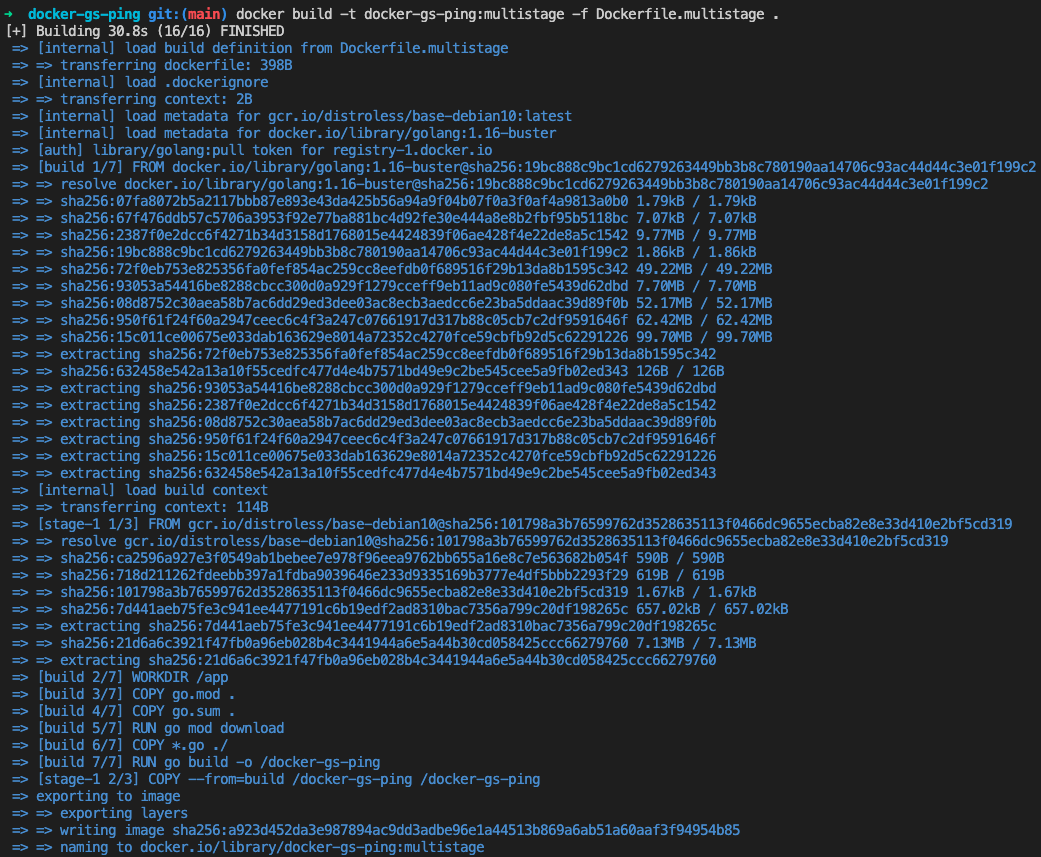 ➜  docker-gs-ping git:(main) docker build -t docker-gs-ping:multistage -f Dockerfile.multistage .
[+] Building 30.8s (16/16) FINISHED
=> [internal] load build definition from Dockerfile.multistage
=> => transferring dockerfile: 398B
=> [internal] load .dockerignore
=> => transferring context: 2B
=> [internal] load metadata for gcr.io/distroless/base-debian10:latest
=> [internal] load metadata for docker.io/library/golang:1.16-buster
=> [auth] library/golang:pull token for registry-1.docker.io
=> [build 1/7] FROM docker.io/library/golang:1.16-buster@sha256:19bc888c9bc1cd6279263449bb3b8c780190aa14706c93ac44d44c3e01f199c2
=> => resolve docker.io/library/golang:1.16-buster@sha256:19bc888c9bc1cd6279263449bb3b8c780190aa14706c93ac44d44c3e01f199c2
=> => sha256:07fa8072b5a2117bbb87e893e43da425b56a94a9f04b07f0a3f0af4a9813a0b0 1.79kB / 1.79kB
=> => sha256:67f476ddb57c5706a3953f92e77ba881bc4d92fe30e444a8e8b2fbf95b5118bc 7.07kB / 7.07kB
=> => sha256:2387f0e2dcc6f4271b34d3158d1768015e4424839f06ae428f4e22de8a5c1542 9.77MB / 9.77MB
=> => sha256:19bc888c9bc1cd6279263449bb3b8c780190aa14706c93ac44d44c3e01f199c2 1.86kB / 1.86kB
=> => sha256:72f0eb753e825356fa0fef854ac259cc8eefdb0f689516f29b13da8b1595c342 49.22MB / 49.22MB
=> => sha256:93053a54416be8288cbcc300d0a929f1279cceff9eb11ad9c080fe5439d62dbd 7.70MB / 7.70MB
=> => sha256:08d8752c30aea58b7ac6dd29ed3dee03ac8ecb3aedcc6e23ba5ddaac39d89f0b 52.17MB / 52.17MB
=> => sha256:950f61f24f60a2947ceec6c4f3a247c07661917d317b88c05cb7c2df9591646f 62.42MB / 62.42MB
=> => sha256:15c011ce00675e033dab163629e8014a72352c4270fce59cbfb92d5c62291226 99.70MB / 99.70MB
=> => extracting sha256:72f0eb753e825356fa0fef854ac259cc8eefdb0f689516f29b13da8b1595c342
=> => sha256:632458e542a13a10f55cedfc477d4e4b7571bd49e9c2be545cee5a9fb02ed343 126B / 126B
=> => extracting sha256:93053a54416be8288cbcc300d0a929f1279cceff9eb11ad9c080fe5439d62dbd
=> => extracting sha256:2387f0e2dcc6f4271b34d3158d1768015e4424839f06ae428f4e22de8a5c1542
=> => extracting sha256:08d8752c30aea58b7ac6dd29ed3dee03ac8ecb3aedcc6e23ba5ddaac39d89f0b
=> => extracting sha256:950f61f24f60a2947ceec6c4f3a247c07661917d317b88c05cb7c2df9591646f
=> => extracting sha256:15c011ce00675e033dab163629e8014a72352c4270fce59cbfb92d5c62291226
=> => extracting sha256:632458e542a13a10f55cedfc477d4e4b7571bd49e9c2be545cee5a9fb02ed343
=> [internal] load build context
=> => transferring context: 114B
=> [stage-1 1/3] FROM gcr.io/distroless/base-debian10@sha256:101798a3b76599762d3528635113f0466dc9655ecba82e8e33d410e2bf5cd319
=> => resolve gcr.io/distroless/base-debian10@sha256:101798a3b76599762d3528635113f0466dc9655ecba82e8e33d410e2bf5cd319
=> => sha256:ca2596a927e3f0549ab1bebee7e978f96eea9762bb655a16e8c7e563682b054f 590B / 590B
=> => sha256:718d211262fdeebb397a1fdba9039646e233d9335169b3777e4df5bbb2293f29 619B / 619B
=> => sha256:101798a3b76599762d3528635113f0466dc9655ecba82e8e33d410e2bf5cd319 1.67kB / 1.67kB
=> => sha256:7d441aeb75fe3c941ee4477191c6b19edf2ad8310bac7356a799c20df198265c 657.02kB / 657.02kB
=> => extracting sha256:7d441aeb75fe3c941ee4477191c6b19edf2ad8310bac7356a799c20df198265c
=> => sha256:21d6a6c3921f47fb0a96eb028b4c3441944a6e5a44b30cd058425ccc66279760 7.13MB / 7.13MB
=> => extracting sha256:21d6a6c3921f47fb0a96eb028b4c3441944a6e5a44b30cd058425ccc66279760
=> [build 2/7] WORKDIR /app
=> [build 3/7] COPY go.mod .
=> [build 4/7] COPY go.sum .
=> [build 5/7] RUN go mod download
=> [build 6/7] COPY *.go ./
=> [build 7/7] RUN go build -o /docker-gs-ping
=> [stage-1 2/3] COPY --from=build /docker-gs-ping /docker-gs-ping
=> exporting to image
=> => exporting layers
=> => writing image sha256:a923d452da3e987894ac9dd3adbe96e1a44513b869a6ab51a60aaf3f94954b85
=> => naming to docker.io/library/docker-gs-ping:multistage